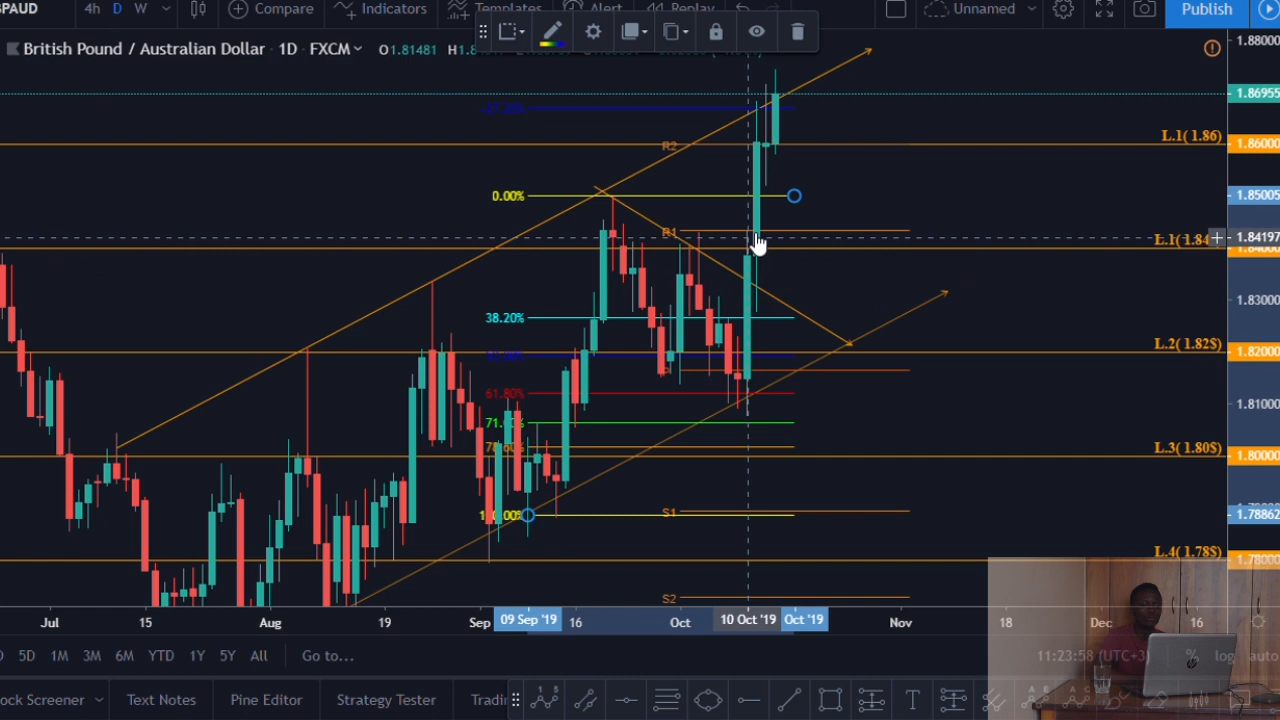 PAUD 4h D W Compare Indicators Templates Alert Replay Unnamed Publish
British Pound / Australian Dollar · 1D · FXCM O1.81481
1.88000
1.86955
L.1( 1.86) 1.86000
R2
0.00% 1.85005
R1 L.1( 1.84 1.84197
1.83000
38.20%
L.2( 1.82$) 1.82000
61.80% 1.81000
L.3( 1.80$) 1.80000
S1 1.78862
L.4( 1.78$) 1.78000
S2
Jul 15 Aug 19 Sep 09 Sep '19 16 Oct 10 Oct '19 Oct '19 Nov 18 Dec 16
5D 1M 3M 6M YTD 1Y 5Y All Go to... 11:23:58 (UTC+3) % log auto
ock Screener Text Notes Pine Editor Strategy Tester Tradi